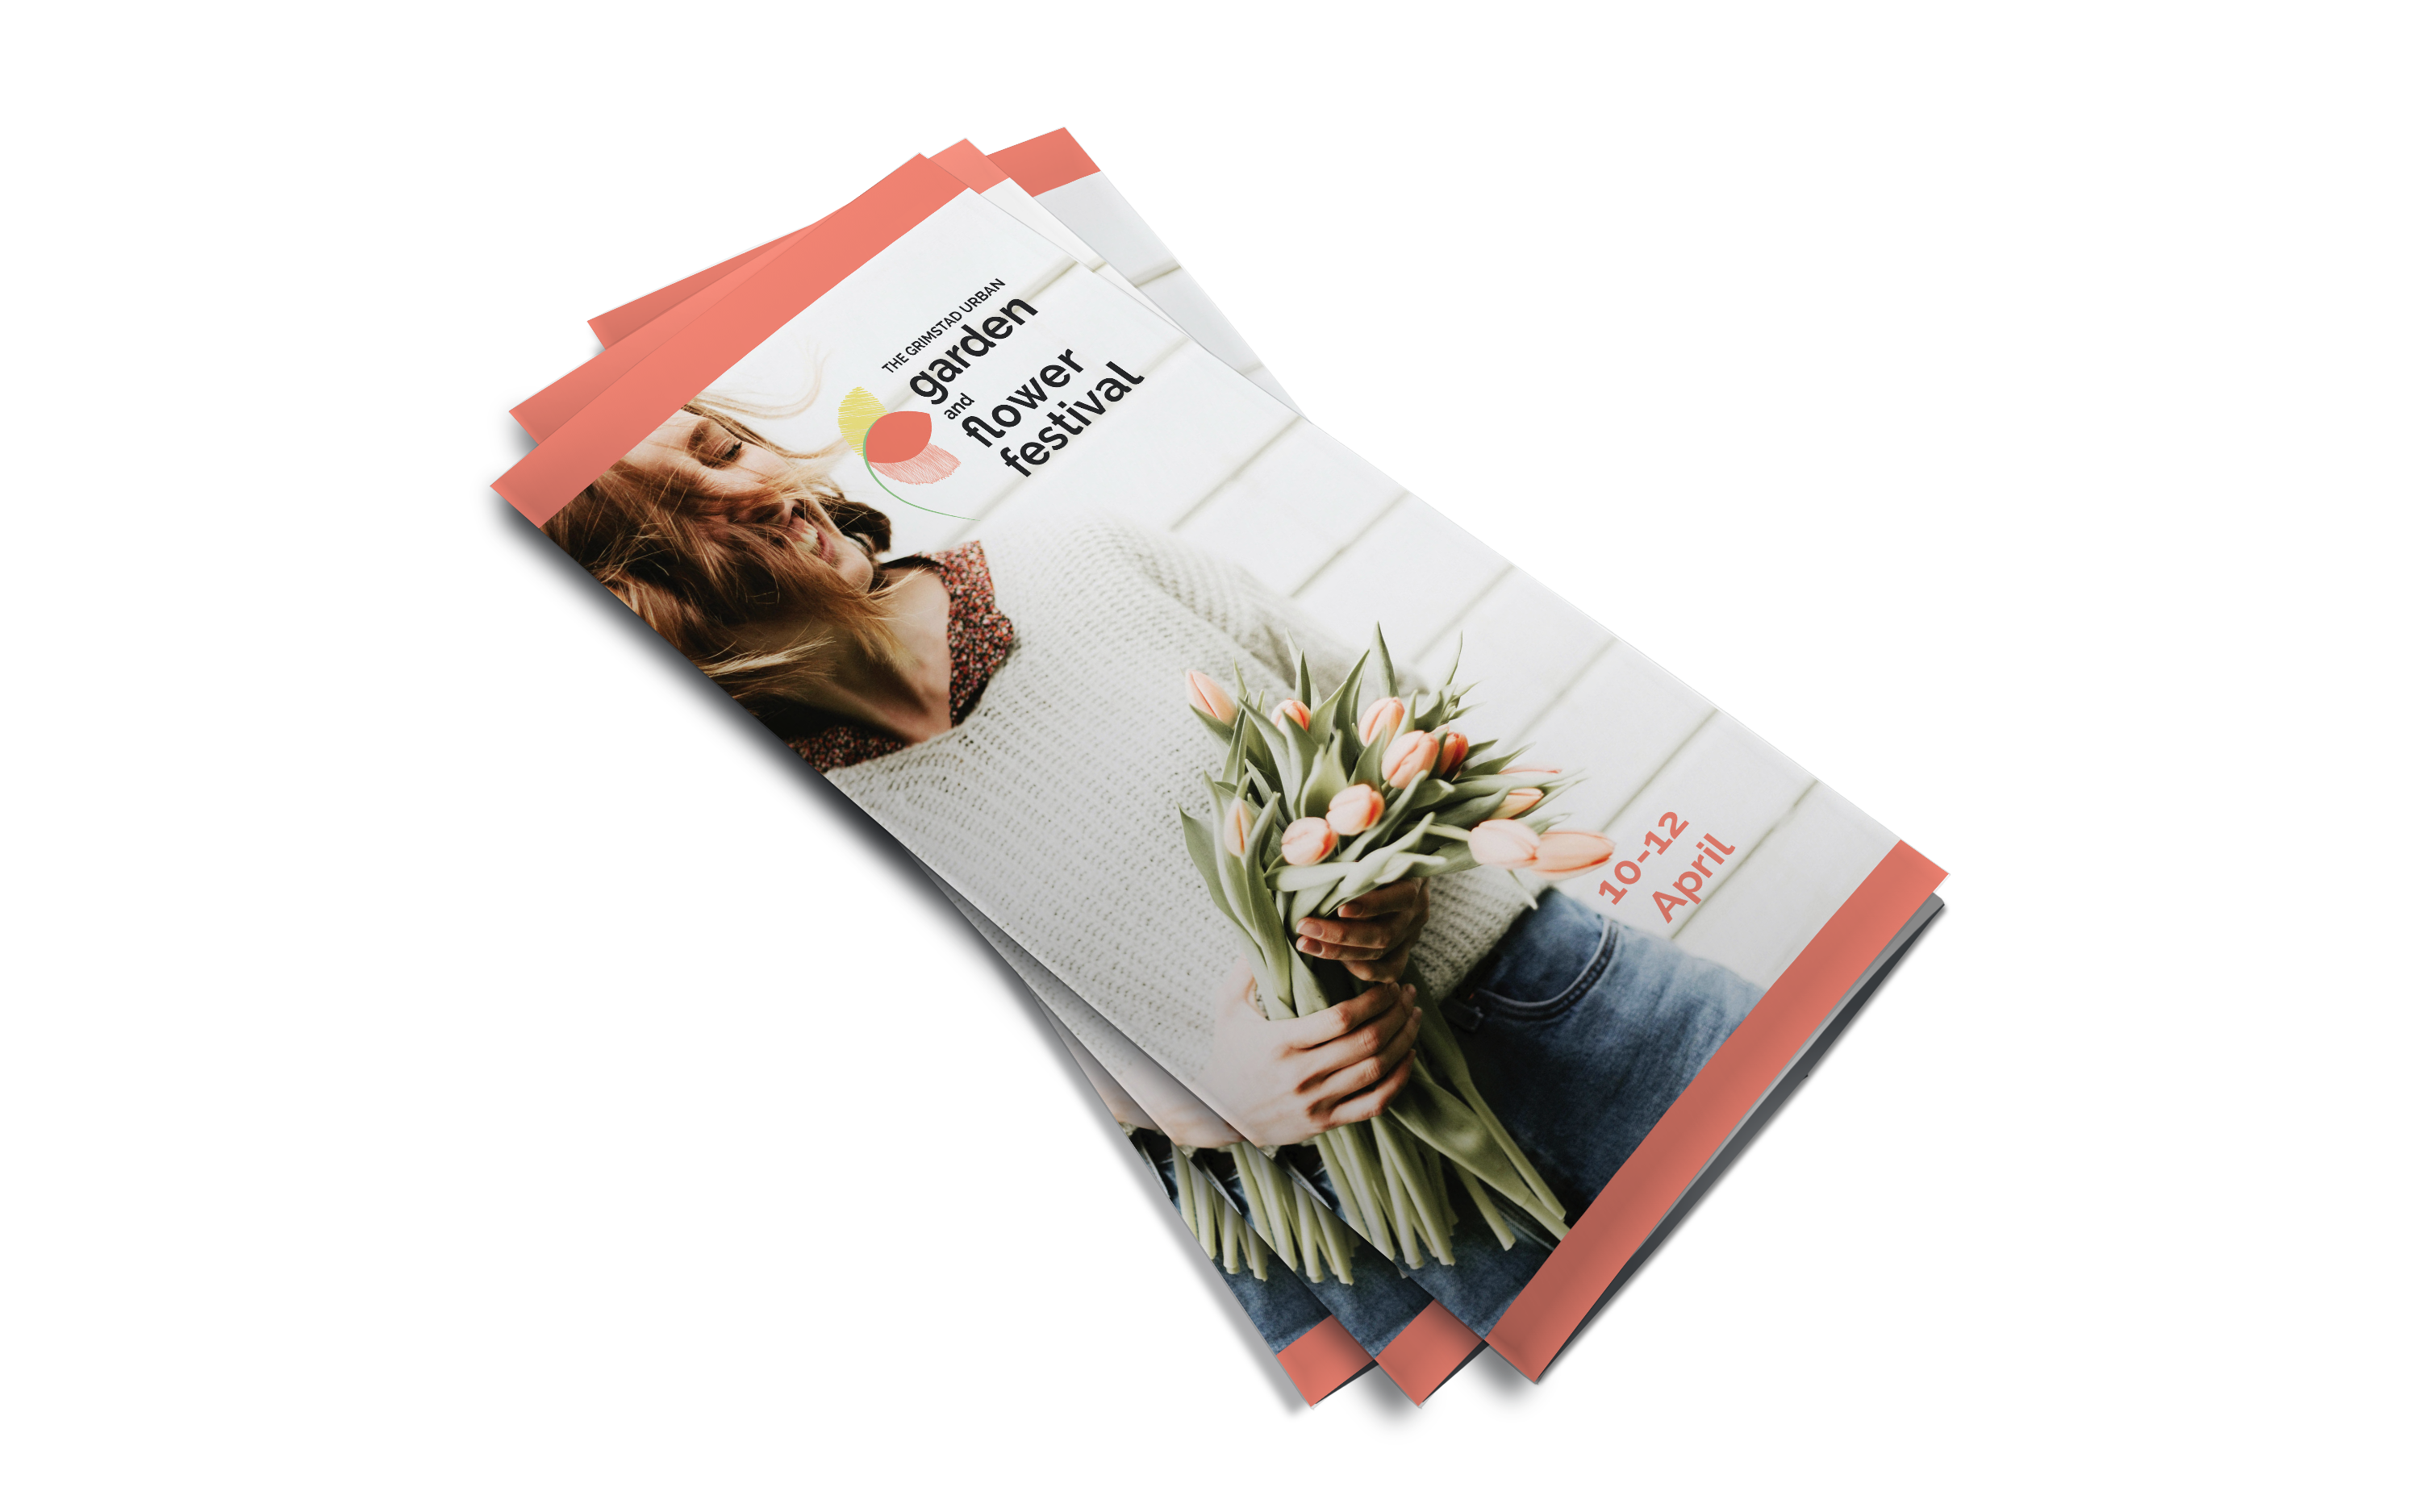 THE GRIMSTAD URBAN
garden
and
flower
festival
10-12
April